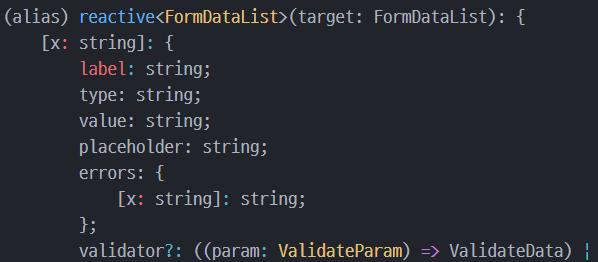 (alias) reactive<FormDataList>(target: FormDataList): {
[x: string]: {
label: string;
type: string;
value: string;
placeholder: string;
errors: {
[x: string]: string;
};
validator?: ((param: ValidateParam) => ValidateData) ¦